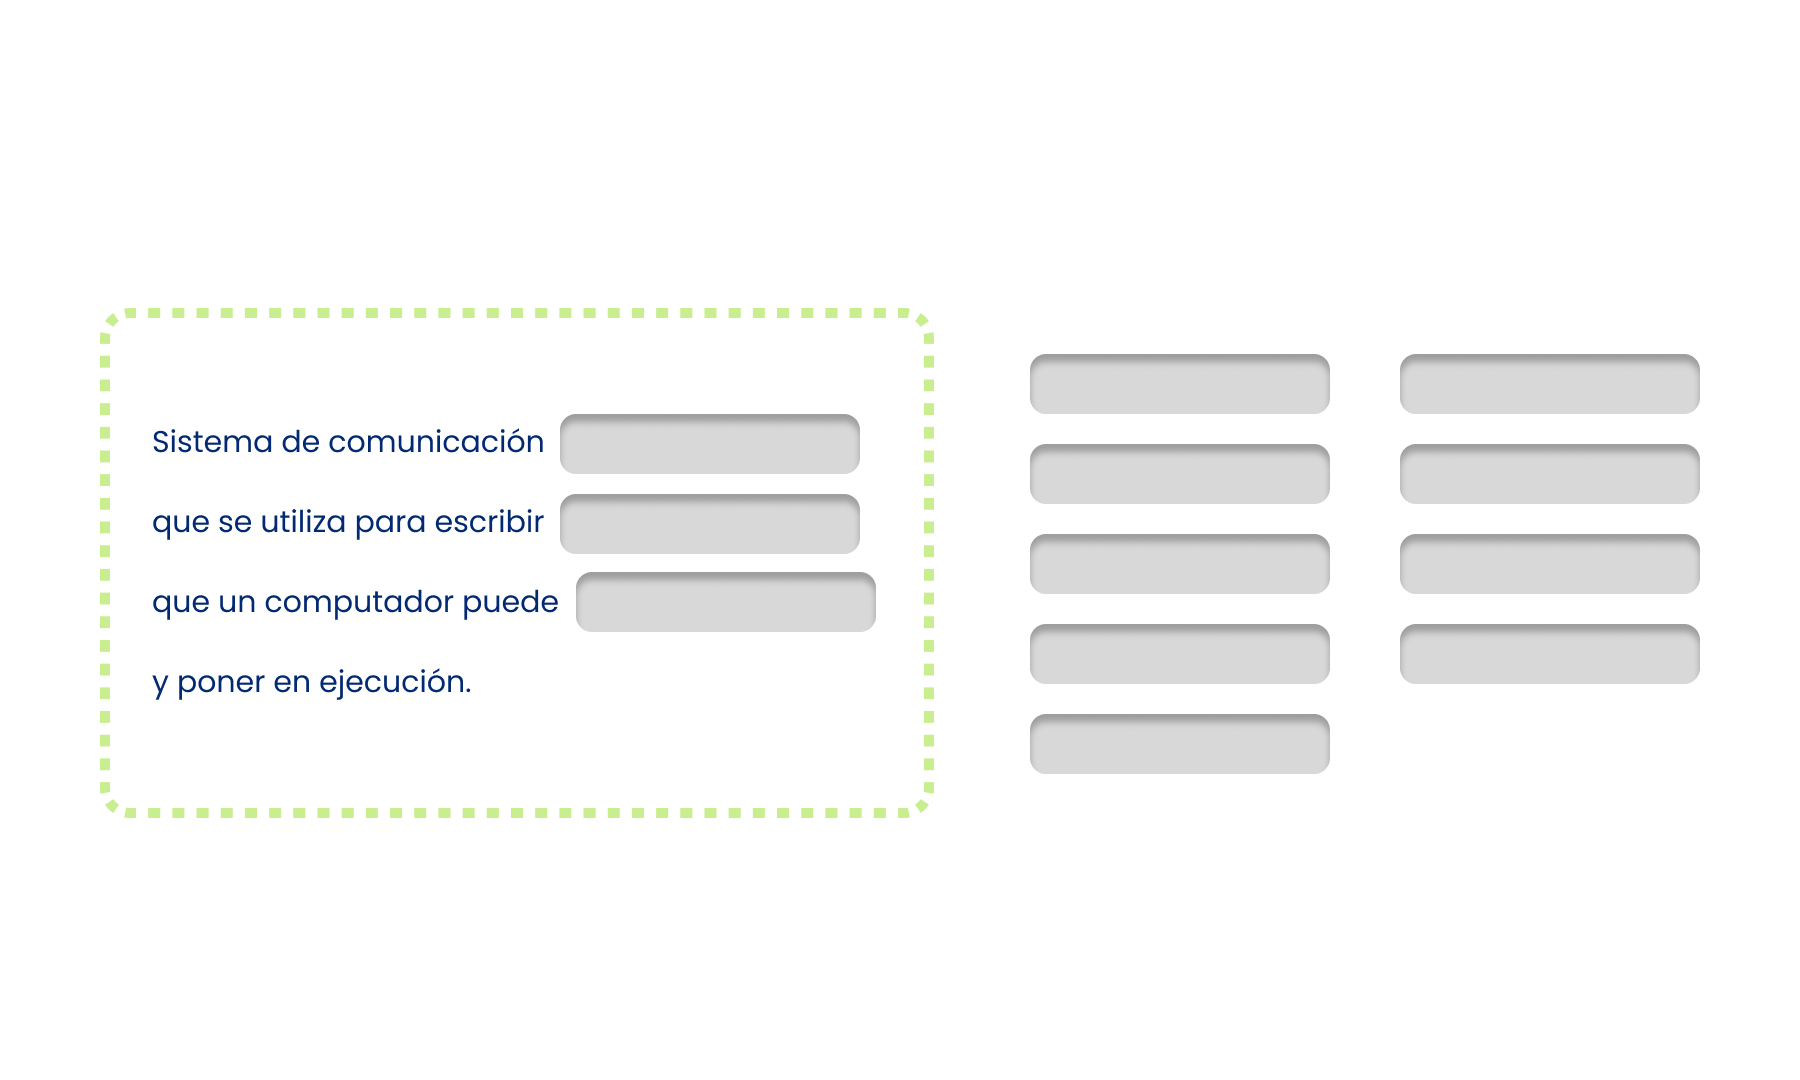 Sistema de comunicación
que se utiliza para escribir
que un computador puede
y poner en ejecución.